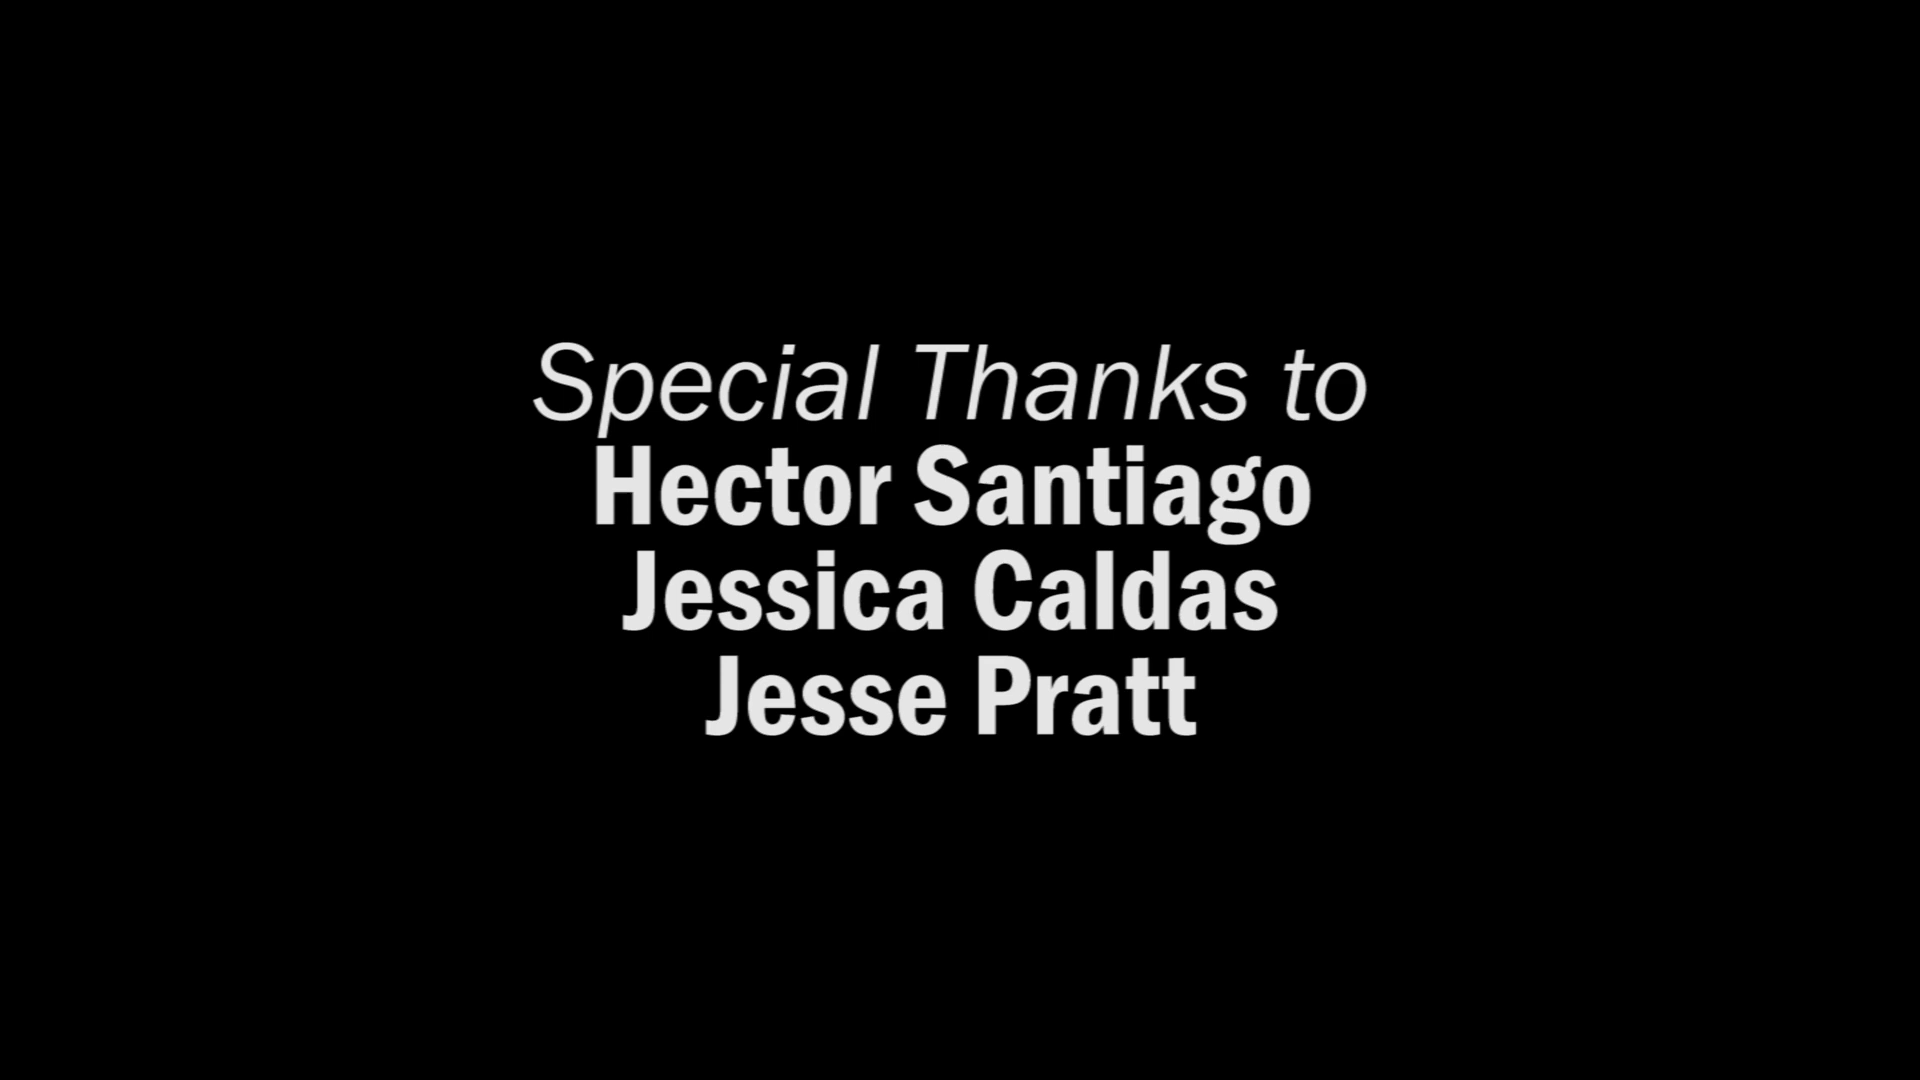 Special Thanks to
Hector Santiago
Jessica Caldas
Jesse Pratt